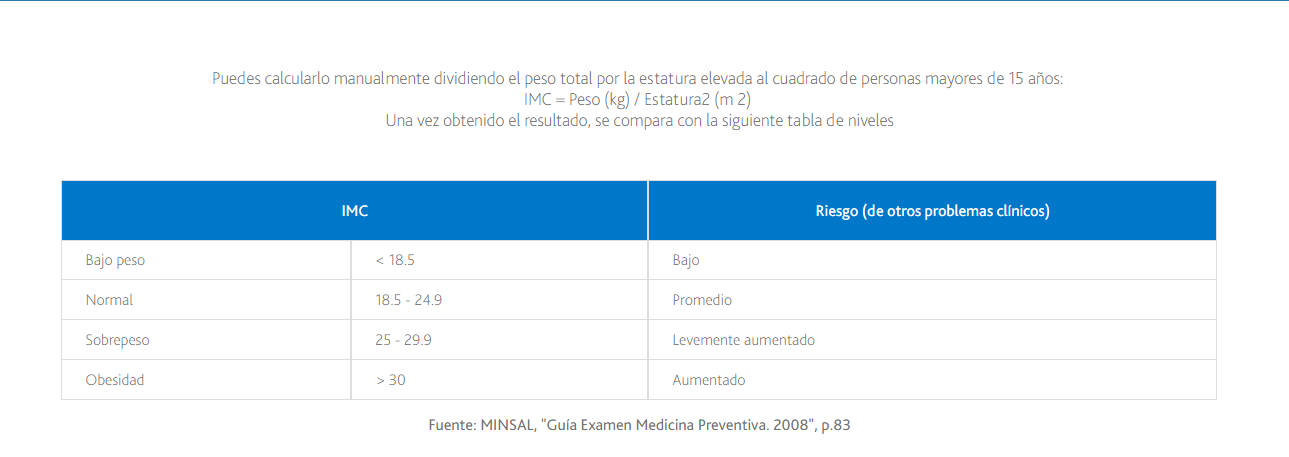 Puedes calcularlo manualmente dividiendo el peso total por la estatura elevada al cuadrado de personas mayores de 15 años:
IMC = Peso (kg) / Estatura2 (m 2)
Una vez obtenido el resultado, se compara con la siguiente tabla de niveles
IMC Riesgo (de otros problemas clínicos)
Bajo peso < 18.5 Bajo
Normal 18.5 - 24.9 Promedio
Sobrepeso 25 - 29.9 Levemente aumentado
Obesidad > 30 Aumentado
Fuente: MINSAL, "Guía Examen Medicina Preventiva. 2008", p.83